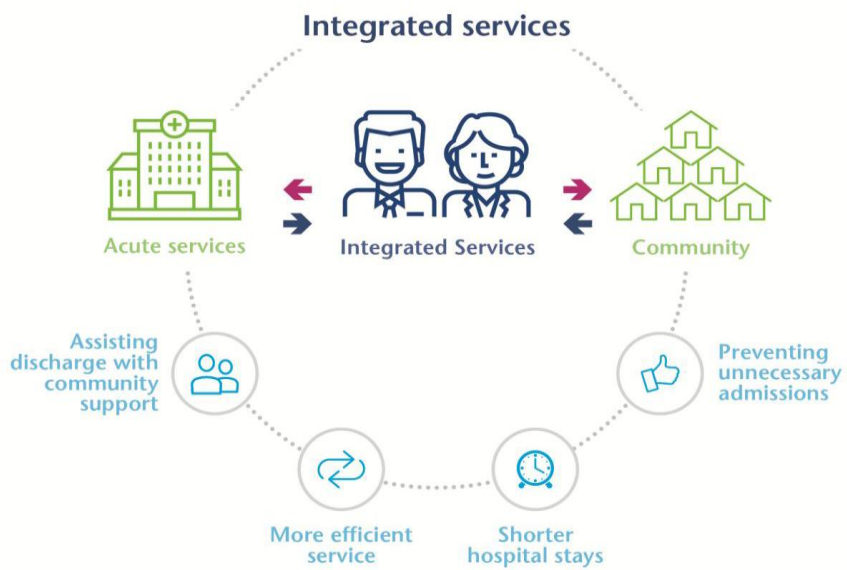 Integrated services
Acute services
Integrated Services
Community
Assisting
discharge with
community
support
Preventing
unnecessary
admissions
More efficient
service
Shorter
hospital stays